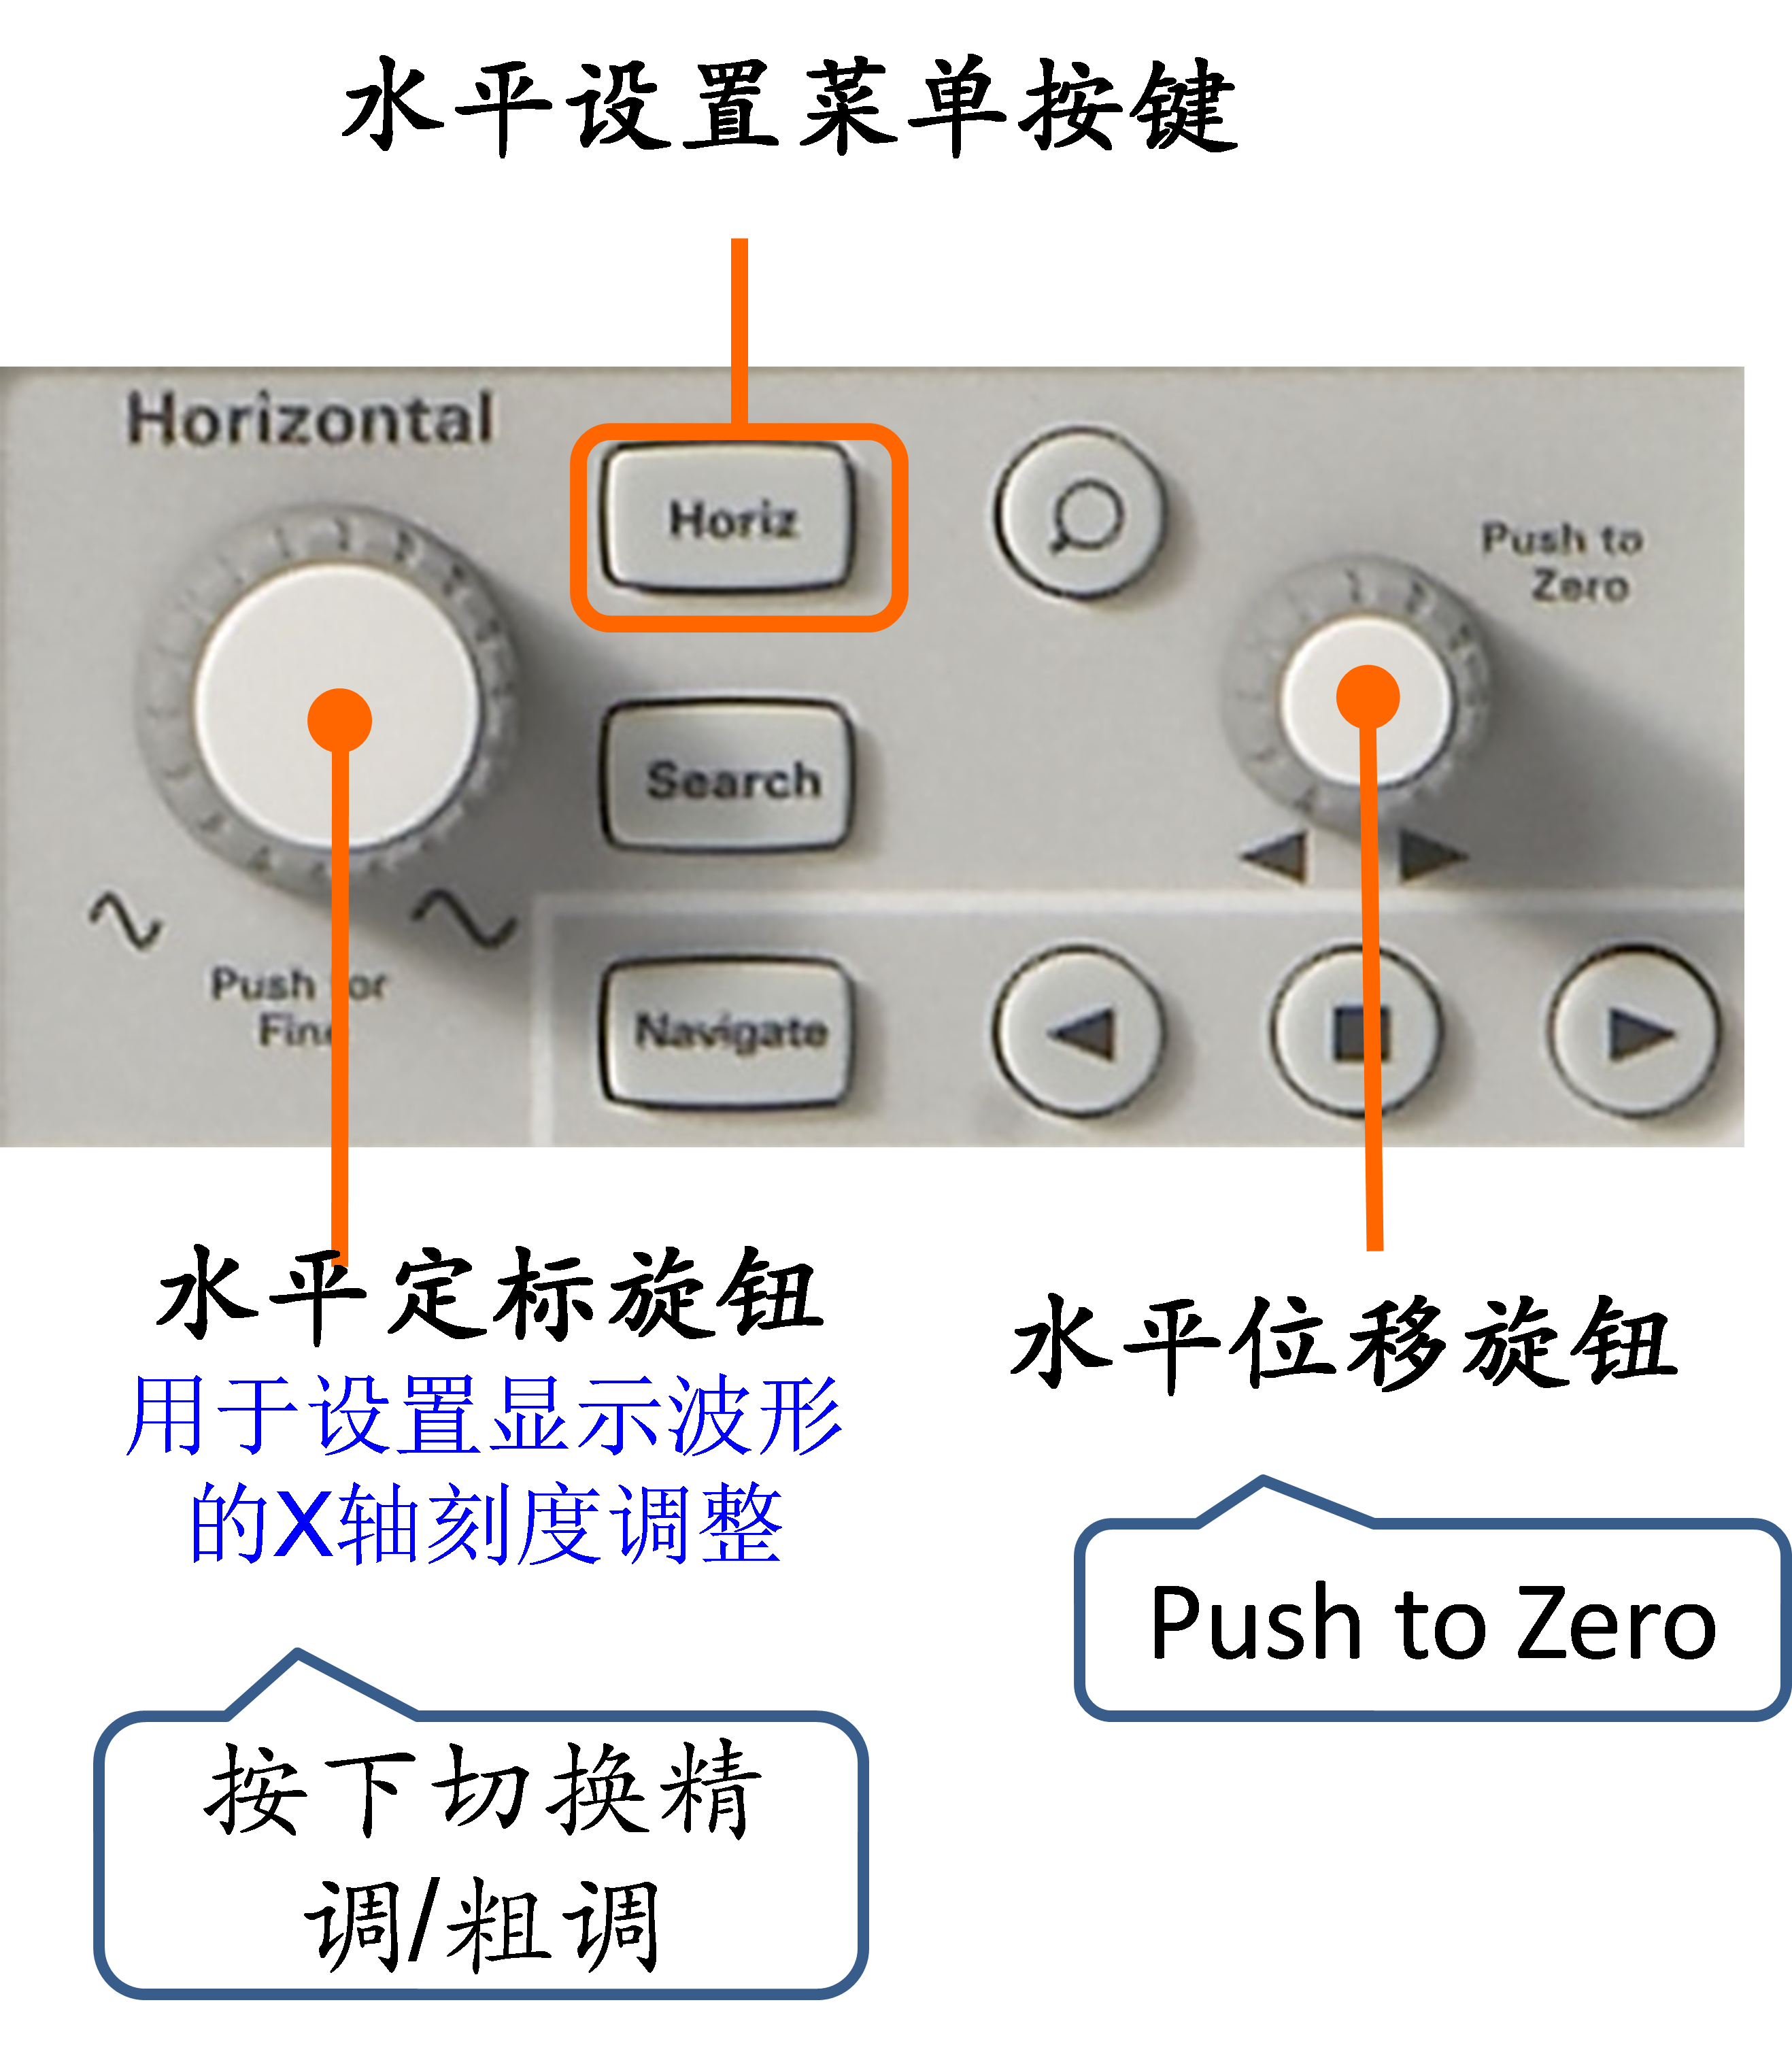 水平设置菜单按键
Horizontal
Horiz
Push to
Zero
Search
Push for
Fine
Navigate
水平定标旋钮
用于设置显示波形
的X轴刻度调整
水平位移旋钮
Push to Zero
按下切换精
调/粗调